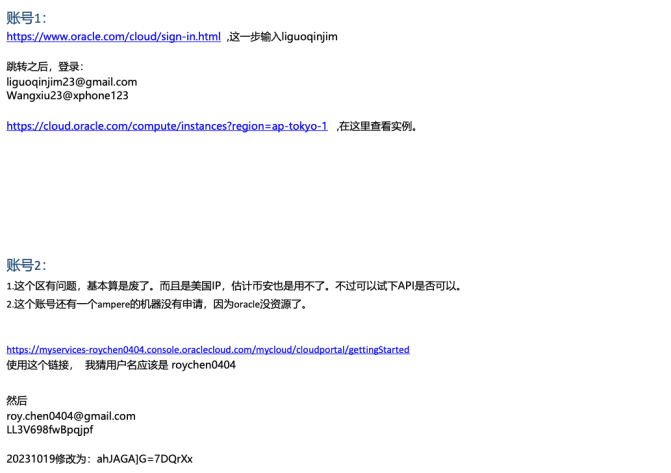 账号1：
https://www.oracle.com/cloud/sign-in.html ,这一步输入liguoqinjim
跳转之后，登录：
liguoqinjim23@gmail.com
Wangxiu23@xphone123
https://cloud.oracle.com/compute/instances?region=ap-tokyo-1 ,在这里查看实例。
账号2：
1.这个区有问题，基本算是废了。而且是美国IP，估计币安也是用不了。不过可以试下API是否可以。
2.这个账号还有一个ampere的机器没有申请，因为oracle没资源了。
https://myservices-roychen0404.console.oraclecloud.com/mycloud/cloudportal/gettingStarted
使用这个链接， 我猜用户名应该是 roychen0404
然后
roy.chen0404@gmail.com
LL3V698fwBpqjpf
20231019修改为：ahJAGA]G=7DQrXx